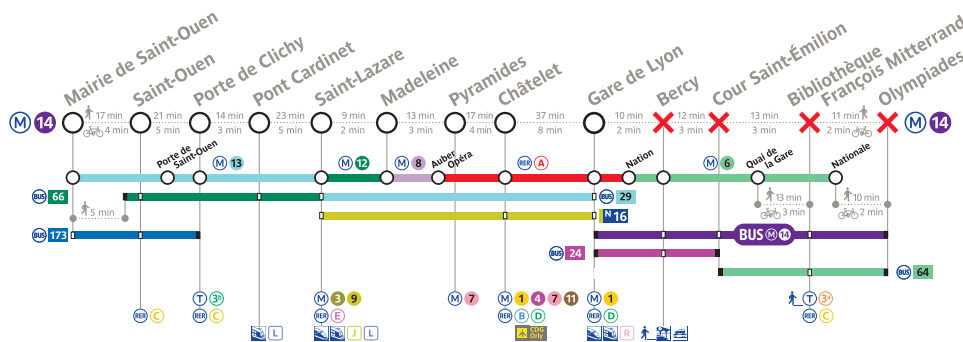 Mairie de Saint-Ouen
Saint-Ouen
Porte de Clichy
Pont Cardinet
Saint-Lazare
Madeleine
Pyramides
Châtelet
Gare de Lyon
Bercy
Cour Saint-Émilion
Bibliothèque
François Mitterrand
Olympiades
M 14
17 min 21 min 14 min 23 min 9 min 13 min 17 min 37 min 10 min 12 min 13 min 11 min
4 min 5 min 3 min 5 min 2 min 3 min 4 min 8 min 2 min 3 min 3 min 2 min
M 14
Porte de
Saint-Ouen
M 13
M 12
M 8
Auber
Opéra
RER A
Nation
M 6
Quai de
la Gare
Nationale
BUS 66
BUS 29
13 min
3 min
10 min
2 min
5 min
N 16
BUS 173
BUS M 14
BUS 24
BUS 64
RER C
T 3b
RER C
L
M 3 9
RER E
J L
M 7
M 1 4 7 11
RER B D
CDG
Orly
M 1
RER D
R
T 3a
RER C